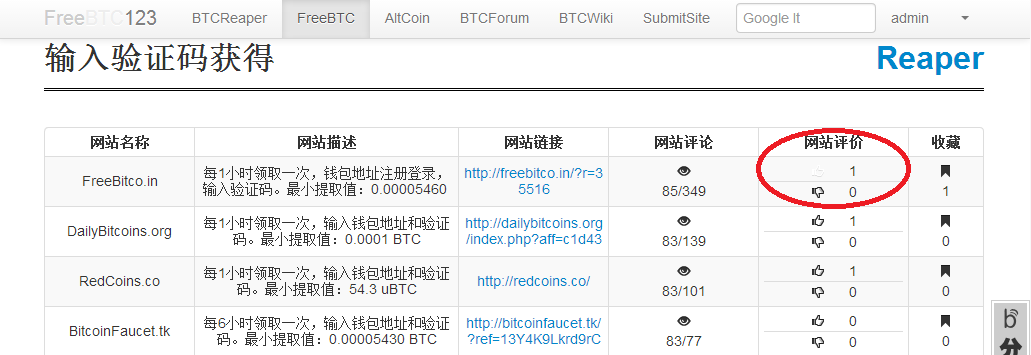 FreeBTC123 BTCReaper FreeBTC AltCoin BTCForum BTCWiki SubmitSite Google It admin
输入验证码获得 Reaper
网站名称 网站描述 网站链接 网站评论 网站评价 收藏
FreeBitco.in
每1小时领取一次，钱包地址注册登录，
输入验证码。最小提取值：0.00005460
http://freebitco.in/?r=3
5516
85/349
1
0
1
DailyBitcoins.org
每1小时领取一次，输入钱包地址和验证
码。最小提取值：0.0001 BTC
http://dailybitcoins.org
/index.php?aff=c1d43
83/139
1
0
0
RedCoins.co
每1小时领取一次，输入钱包地址和验证
码。最小提取值：54.3 uBTC
http://redcoins.co/
83/101
1
0
0
BitcoinFaucet.tk
每6小时领取一次，输入钱包地址和验证
码。最小提取值：0.00005430 BTC
http://bitcoinfaucet.tk/
?ref=13Y4K9Lkrd9rC
83/77
0
0
0